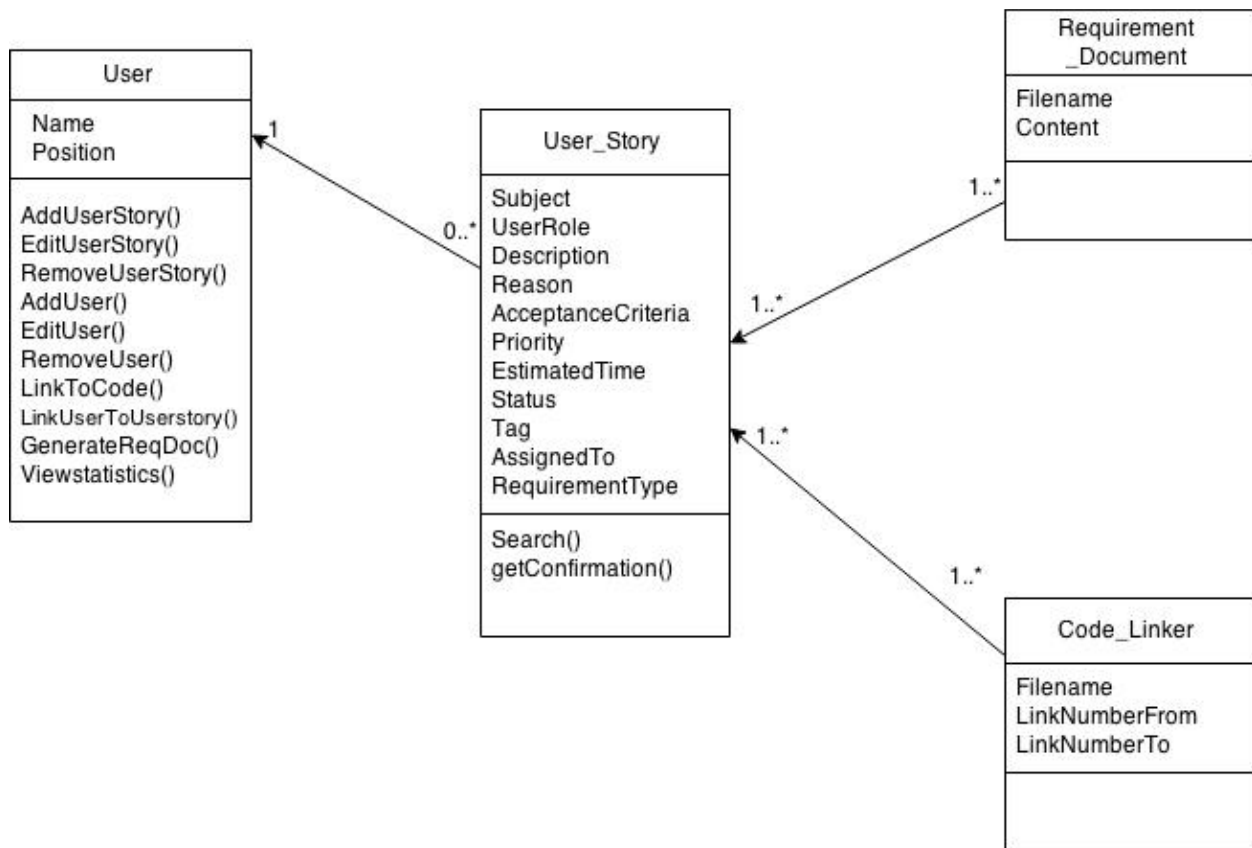 User
Name
Position
AddUserStory()
EditUserStory()
RemoveUserStory()
AddUser()
EditUser()
RemoveUser()
LinkToCode()
LinkUserToUserstory()
GenerateReqDoc()
Viewstatistics()
1
0..*
User_Story
Subject
UserRole
Description
Reason
AcceptanceCriteria
Priority
EstimatedTime
Status
Tag
AssignedTo
RequirementType
Search()
getConfirmation()
1..*
1..*
Requirement
_Document
Filename
Content
1..*
1..*
Code_Linker
Filename
LinkNumberFrom
LinkNumberTo